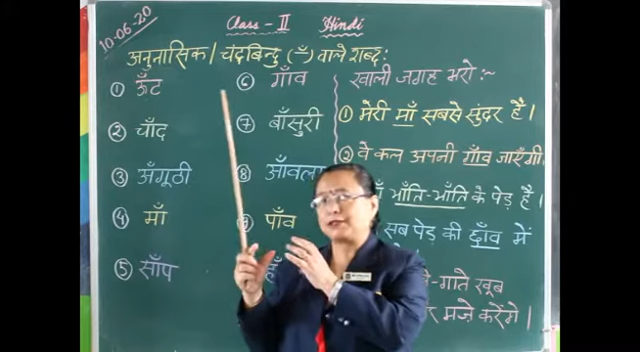 10-06-20
Class - II Hindi
अनुनासिक / चंद्रबिन्दु (ँ) वाले शब्द:
① ऊँट
② चाँद
③ अँगूठी
④ माँ
⑤ साँप
⑥ गाँव
⑦ बाँसुरी
⑧ आँवला
पाँव
खाली जगह भरो :~
① मेरी माँ सबसे सुंदर है।
② वे कल अपनी गाँव जाएँगी
भाँति-भाँति के पेड़ हैं।
सब पेड़ की छाँव में
-गाते खूब
मज़े करेंगे।